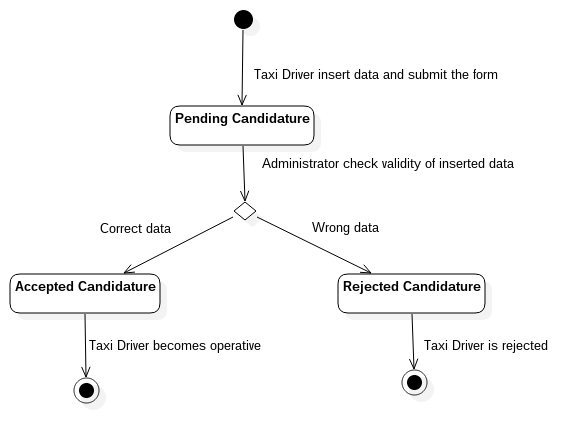 Taxi Driver insert data and submit the form
Pending Candidature
Administrator check validity of inserted data
Correct data
Wrong data
Accepted Candidature
Rejected Candidature
Taxi Driver becomes operative
Taxi Driver is rejected